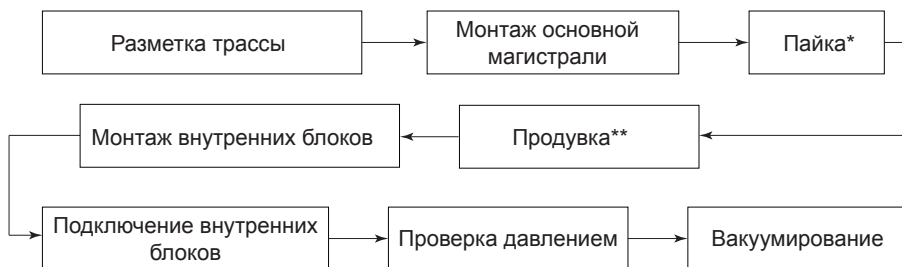 Разметка трассы
Монтаж основной
магистрали
Пайка*
Продувка**
Монтаж внутренних блоков
Подключение внутренних
блоков
Проверка давлением
Вакуумирование